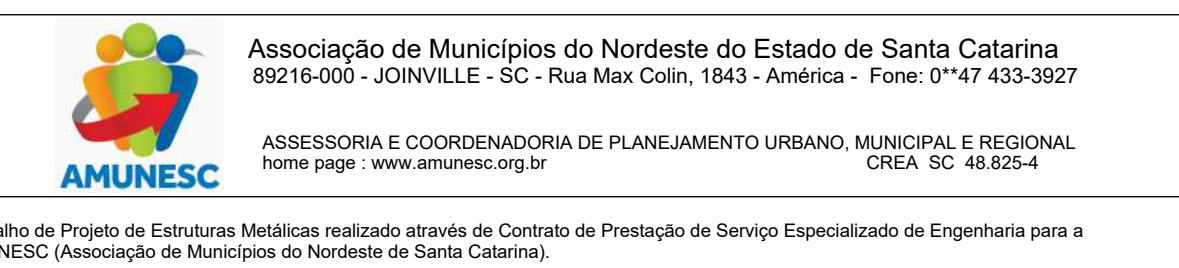 Associação de Municípios do Nordeste do Estado de Santa Catarina
89216-000 - JOINVILLE - SC - Rua Max Colin, 1843 - América - Fone: 0**47 433-3927
ASSESSORIA E COORDENADORIA DE PLANEJAMENTO URBANO, MUNICIPAL E REGIONAL
home page : www.amunesc.org.br CREA SC 48.825-4
AMUNESC
alho de Projeto de Estruturas Metálicas realizado através de Contrato de Prestação de Serviço Especializado de Engenharia para a
NESC (Associação de Municípios do Nordeste de Santa Catarina).